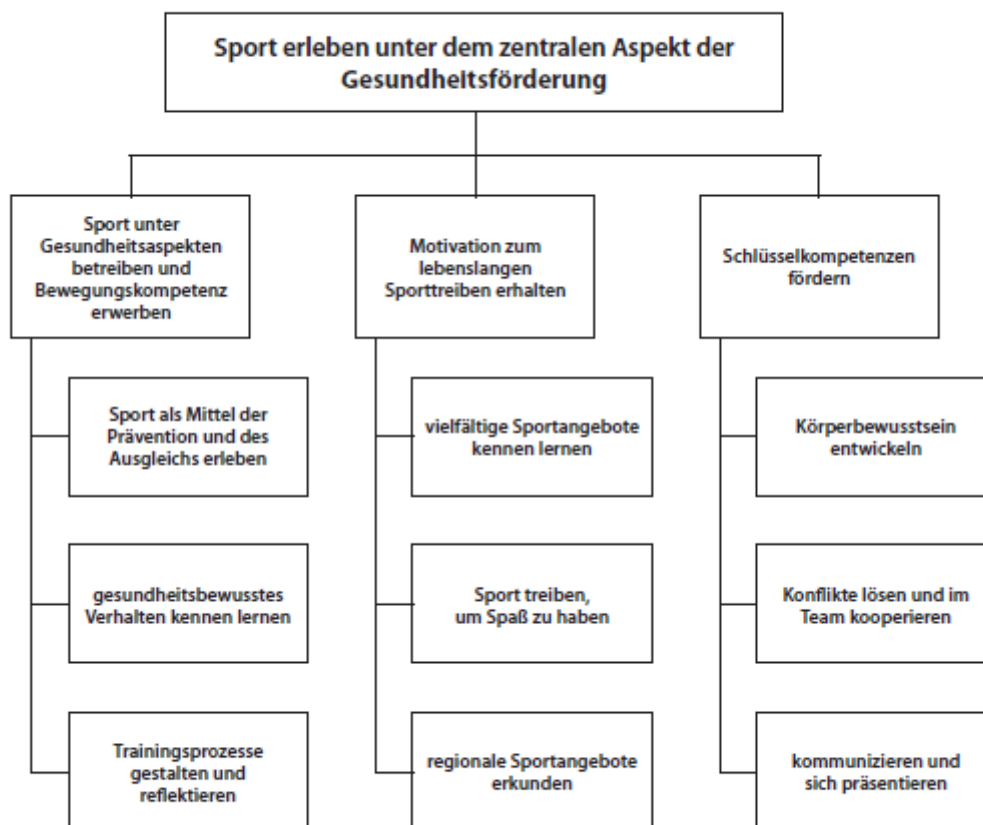 Sport erleben unter dem zentralen Aspekt der
Gesundheitsförderung
Sport unter
Gesundheitsaspekten
betreiben und
Bewegungskompetenz
erwerben
Motivation zum
lebenslangen
Sporttreiben erhalten
Schlüsselkompetenzen
fördern
Sport als Mittel der
Prävention und des
Ausgleichs erleben
vielfältige Sportangebote
kennen lernen
Körperbewusstsein
entwickeln
gesundheitsbewusstes
Verhalten kennen lernen
Sport treiben,
um Spaß zu haben
Konflikte lösen und im
Team kooperieren
Trainingsprozesse
gestalten und
reflektieren
regionale Sportangebote
erkunden
kommunizieren und
sich präsentieren